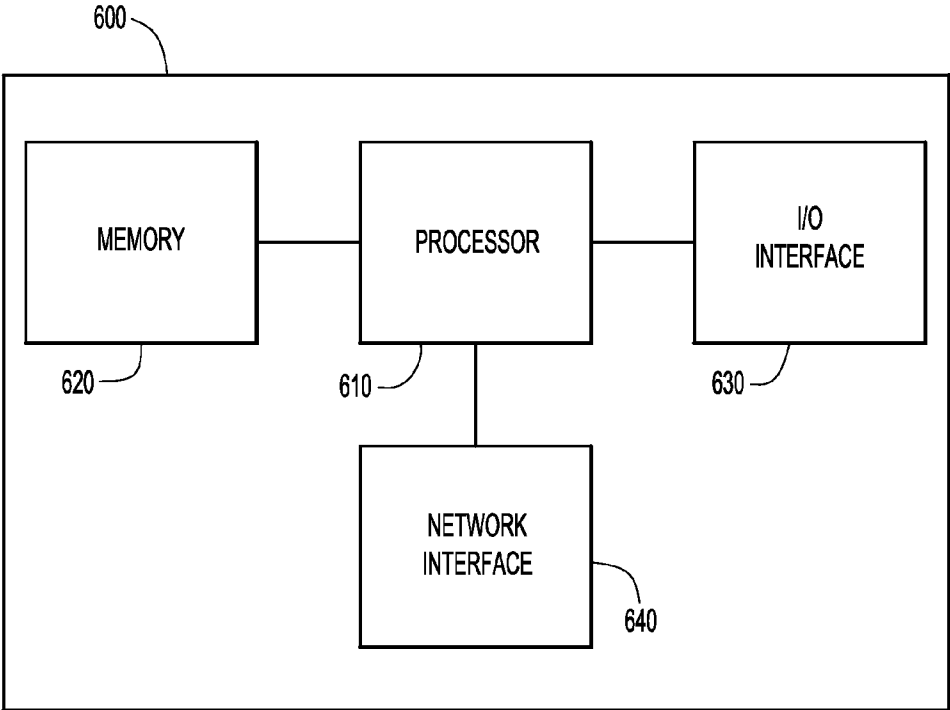 600
MEMORY
PROCESSOR
I/O
INTERFACE
620
610
630
NETWORK
INTERFACE
640